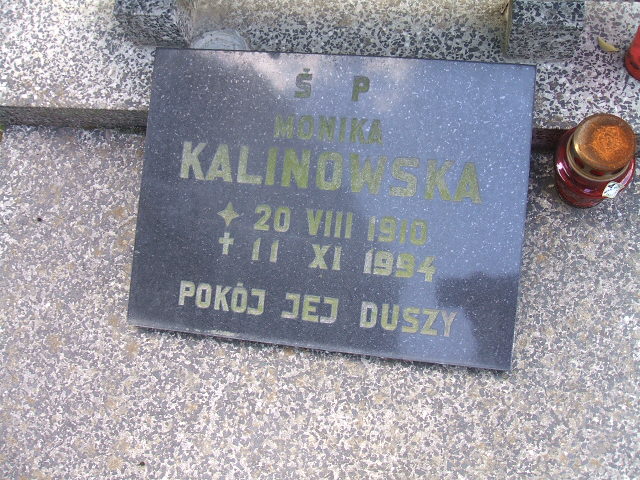 Ś P
MONIKA
KALINOWSKA
20 VIII 1910
11 XI 1994
POKÓJ JEJ DUSZY